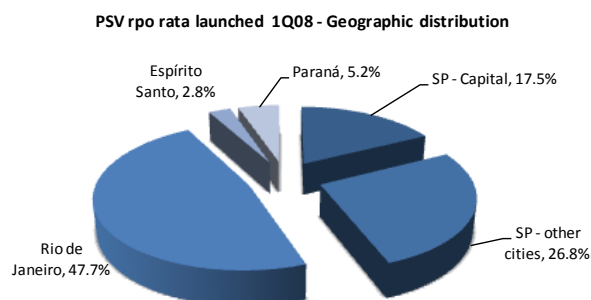 PSV rpo rata launched 1Q08 - Geographic distribution
Espírito
Santo, 2.8%
Paraná, 5.2%
SP - Capital, 17.5%
SP - other
cities, 26.8%
Rio de
Janeiro, 47.7%